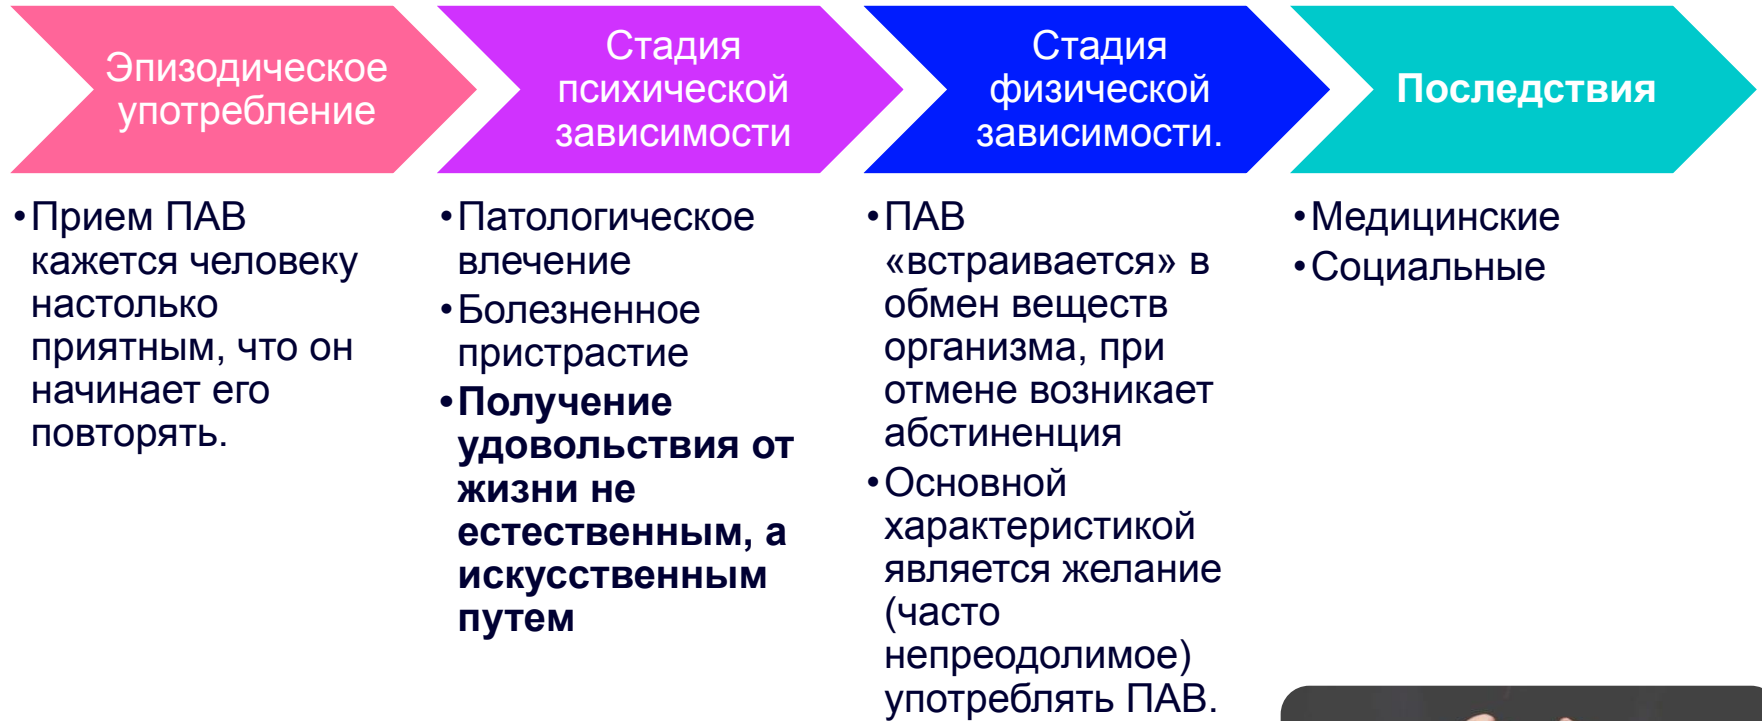 Эпизодическое
употребление
Стадия
психической
зависимости
Стадия
физической
зависимости.
Последствия
•Прием ПАВ
кажется человеку
настолько
приятным, что он
начинает его
повторять.
•Патологическое
влечение
•Болезненное
пристрастие
•Получение
удовольствия от
жизни не
естественным, а
искусственным
путем
•ПАВ
«встраивается» в
обмен веществ
организма, при
отмене возникает
абстиненция
•Основной
характеристикой
является желание
(часто
непреодолимое)
употреблять ПАВ.
•Медицинские
•Социальные